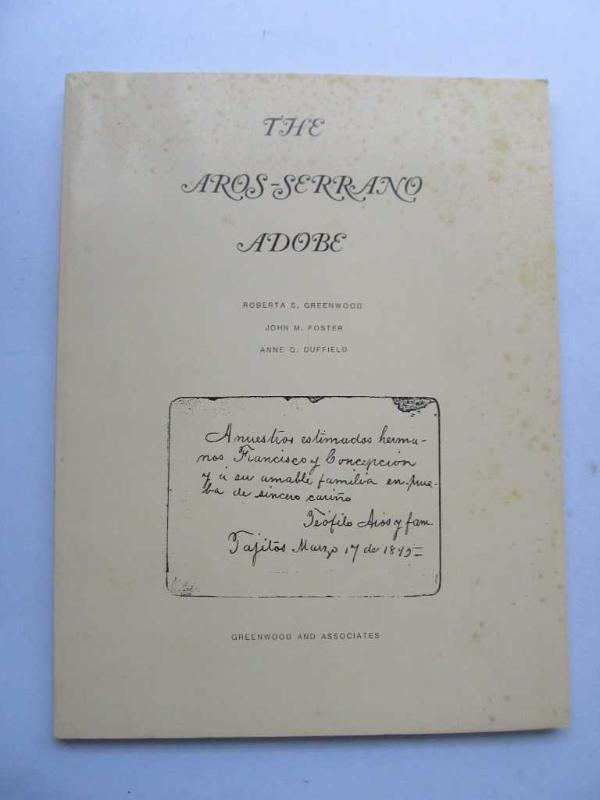 THE
AROS-SERRANO
ADOBE
ROBERTA S. GREENWOOD
JOHN M. FOSTER
ANNE Q. DUFFIELD
A nuestros estimados herma-
nos Francisco y Concepción
y á su amable familia en prue-
ba de sincero cariño
Teófilo Aros y fam.
Tajitos Marzo 17 de 1895
GREENWOOD AND ASSOCIATES